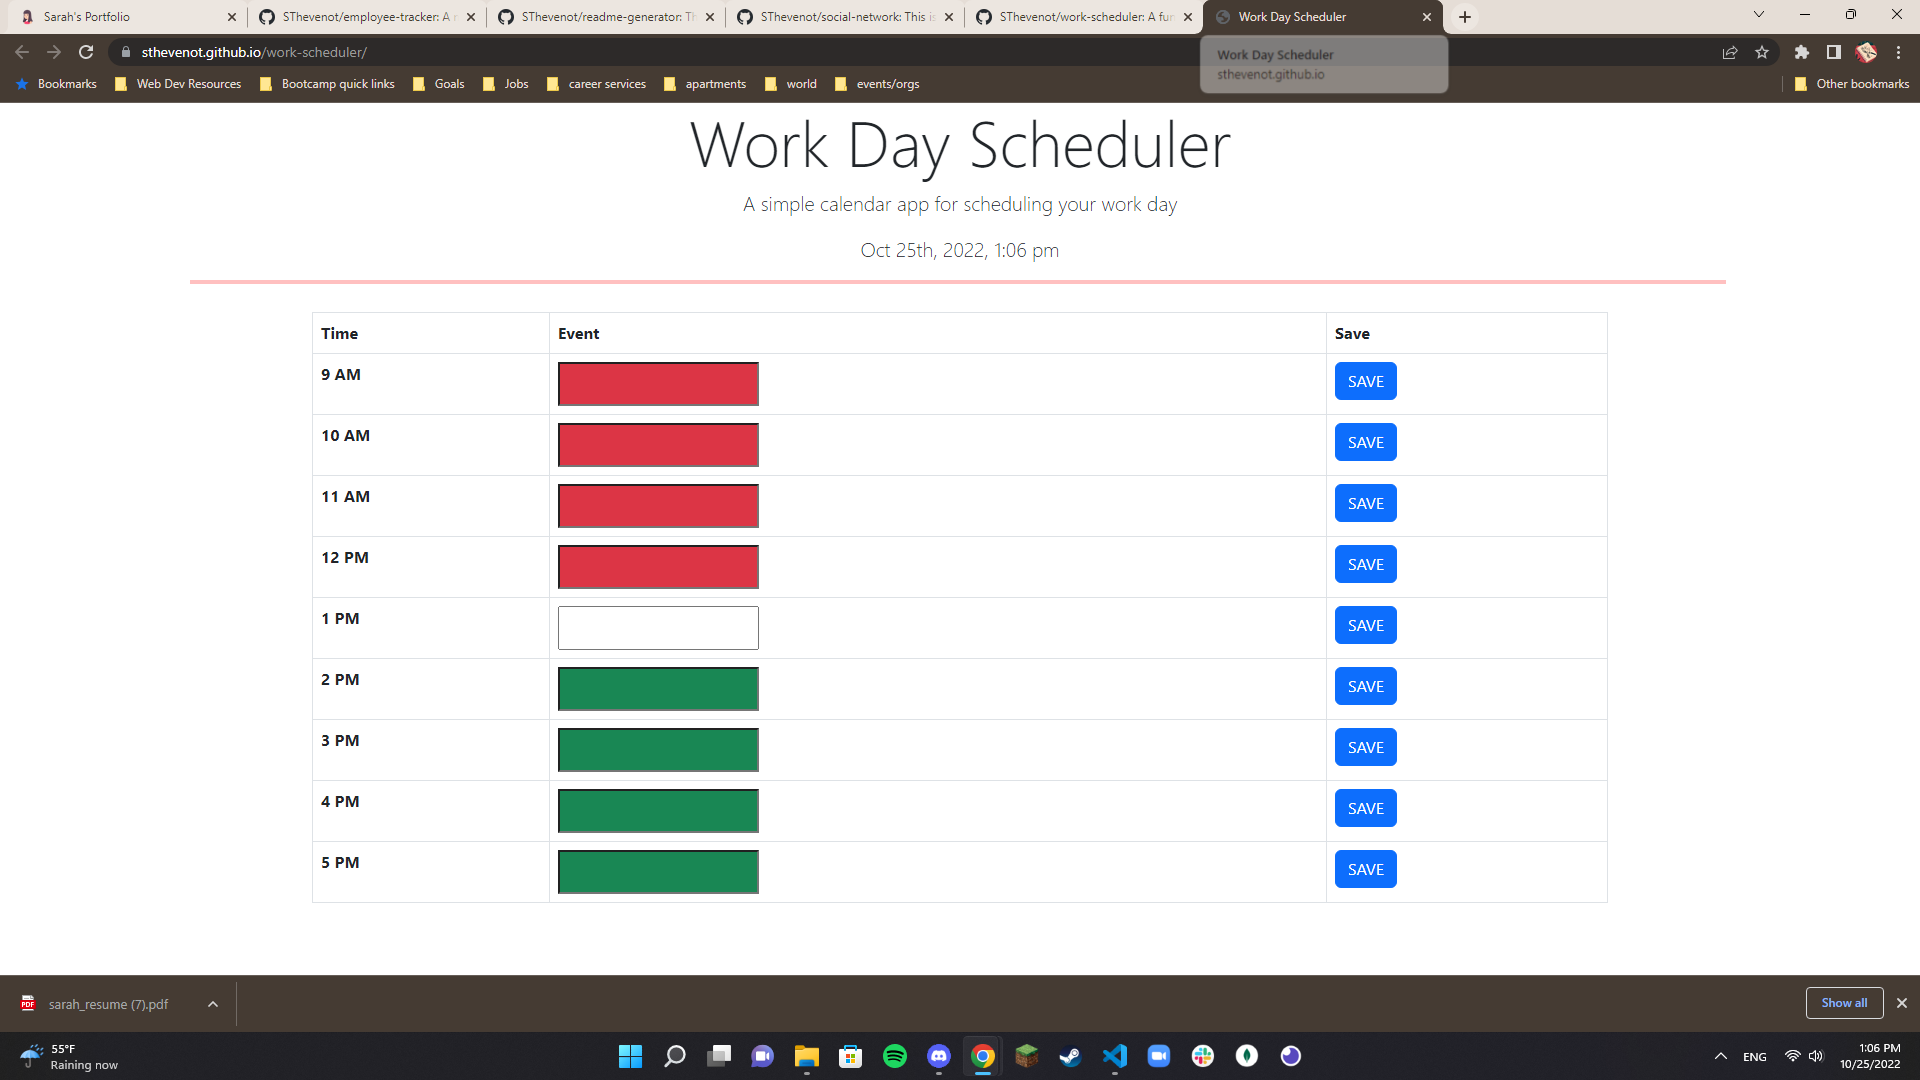 Sarah's Portfolio
SThevenot/employee-tracker: A r
SThevenot/readme-generator: Th
SThevenot/social-network: This is
SThevenot/work-scheduler: A fun
Work Day Scheduler
sthevenot.github.io/work-scheduler/
Work Day Scheduler
sthevenot.github.io
Bookmarks
Web Dev Resources
Bootcamp quick links
Goals
Jobs
career services
apartments
world
events/orgs
Other bookmarks
Work Day Scheduler
A simple calendar app for scheduling your work day
Oct 25th, 2022, 1:06 pm
Time Event Save
9 AM SAVE
10 AM SAVE
11 AM SAVE
12 PM SAVE
1 PM SAVE
2 PM SAVE
3 PM SAVE
4 PM SAVE
5 PM SAVE
PDF
sarah_resume (7).pdf
Show all
55°F
Raining now
ENG
1:06 PM
10/25/2022